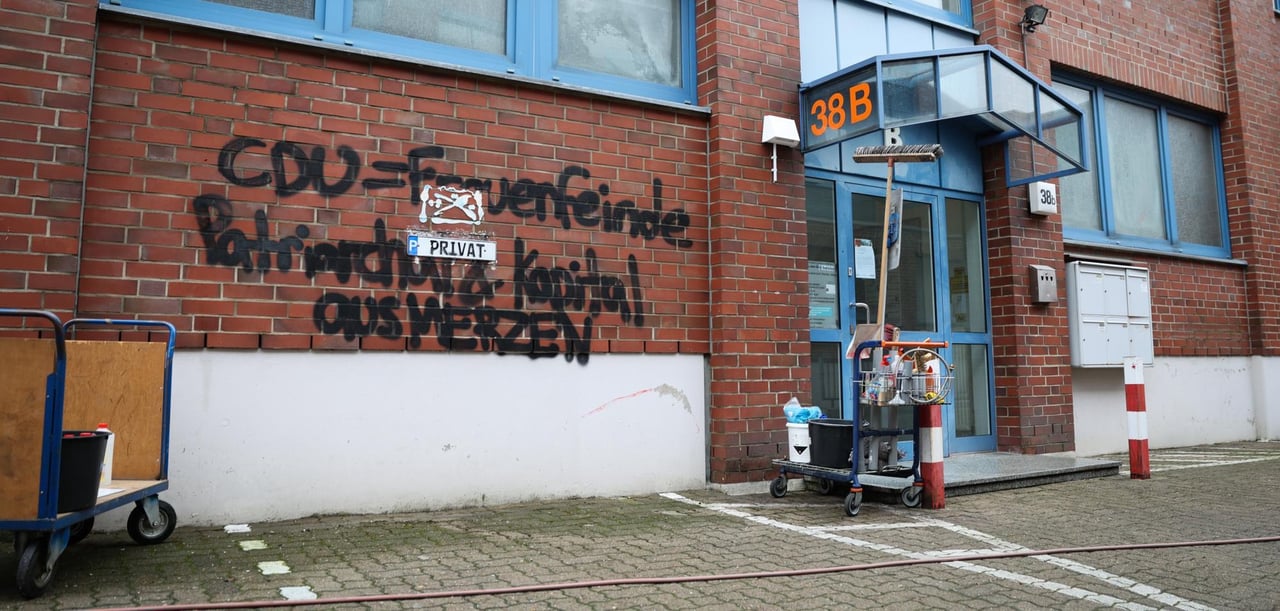 CDU = Frauenfeinde
Patriarchat & Kapital
ausMERZEN
P PRIVAT
38 B
B
38b